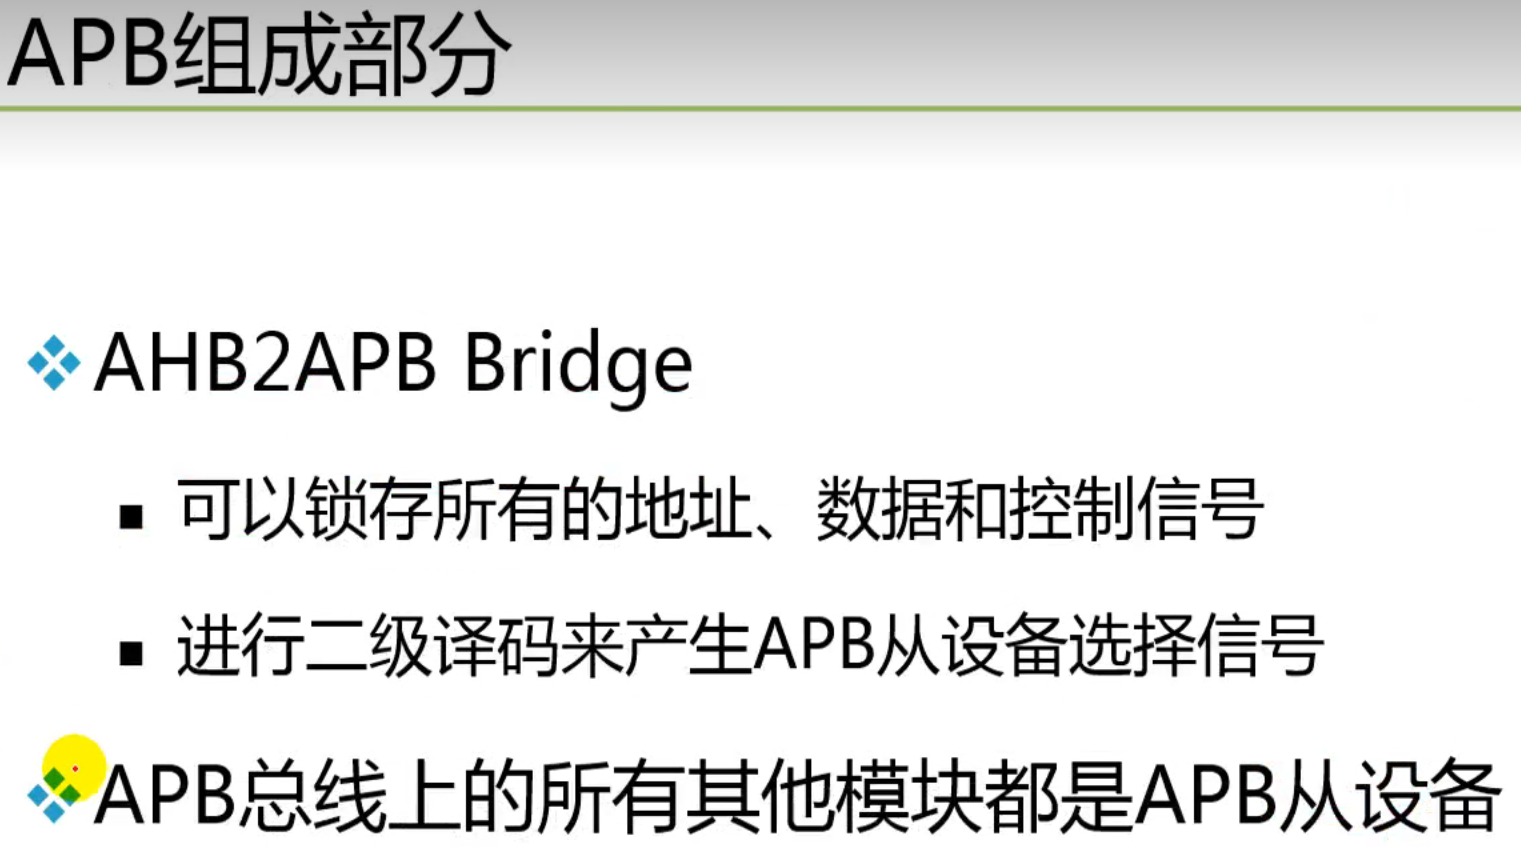 APB组成部分
AHB2APB Bridge
可以锁存所有的地址、数据和控制信号
进行二级译码来产生APB从设备选择信号
APB总线上的所有其他模块都是APB从设备